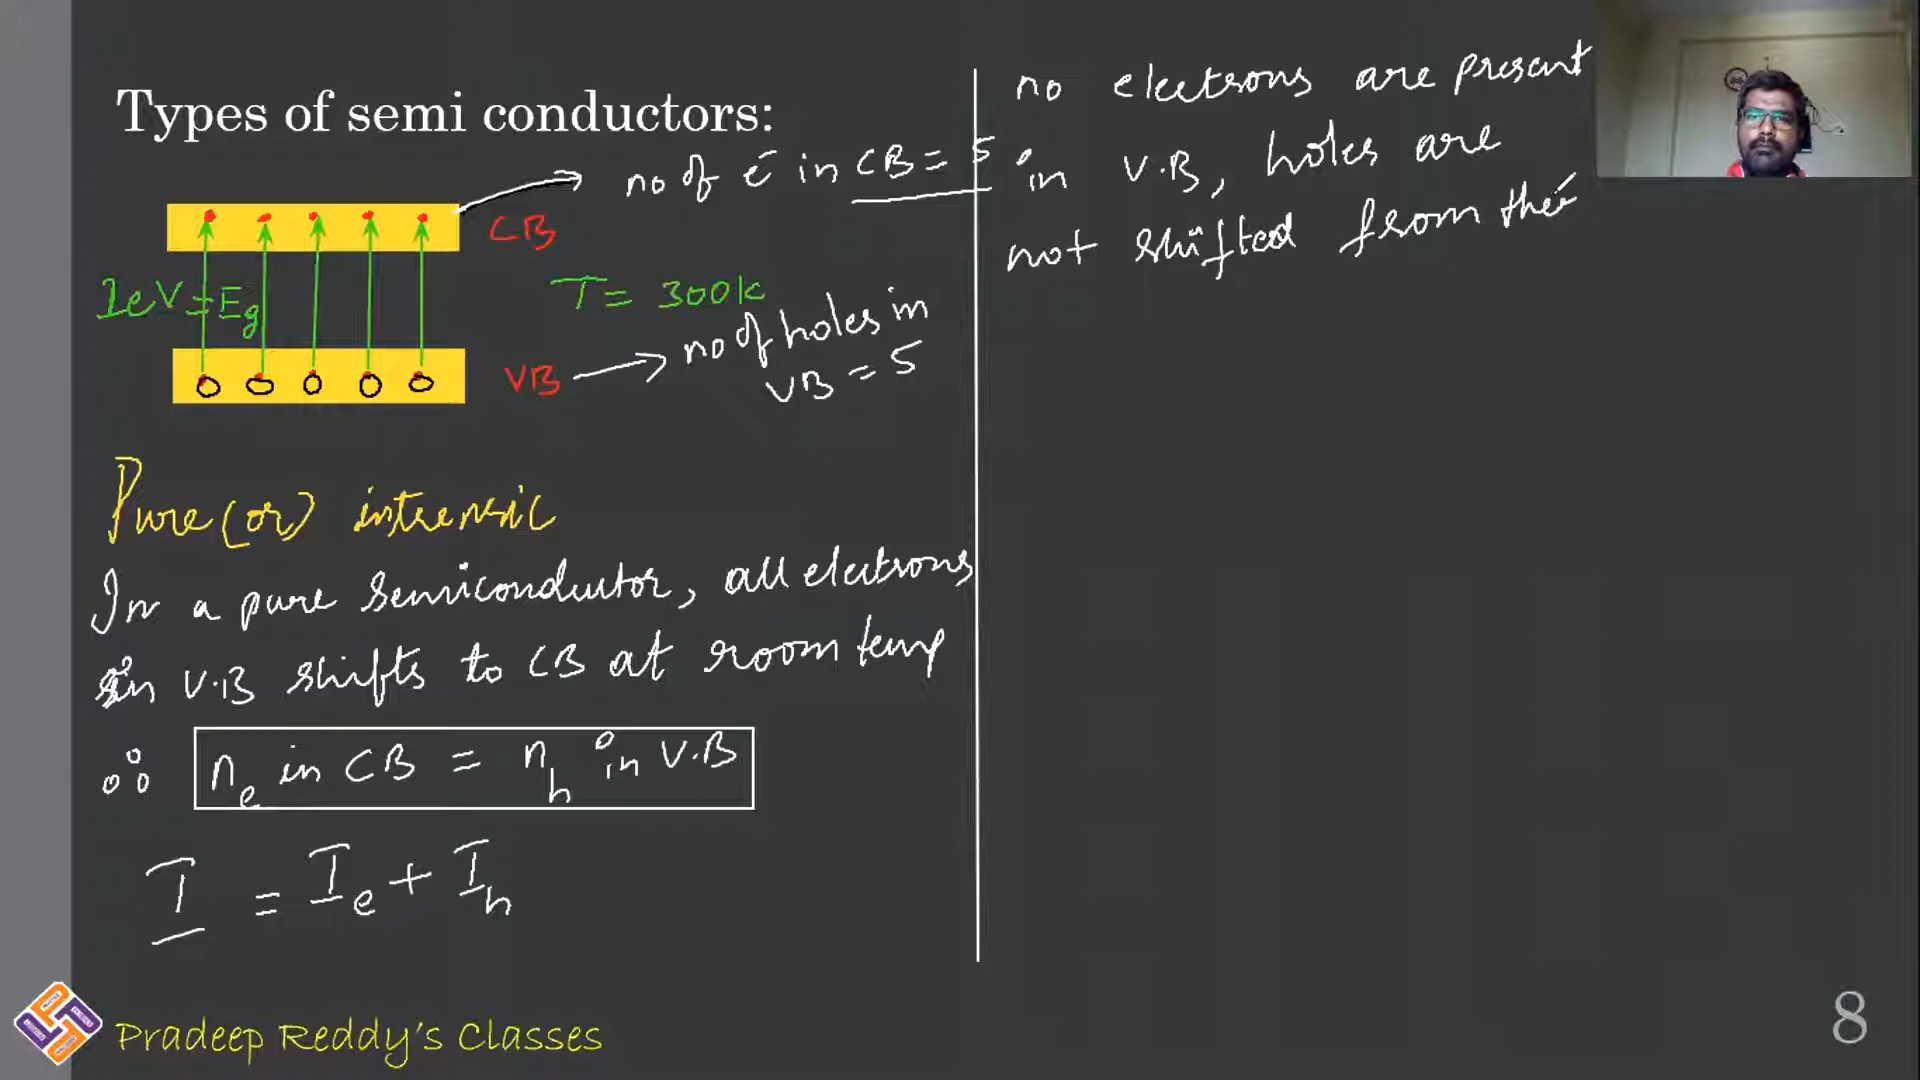 Types of semi conductors:
no of ē in CB = 5
CB
1eV = Eg
T = 300k
VB
no of holes in
VB = 5
Pure (or) intrensic
In a pure semiconductor, all electrons
in V.B shifts to CB at room temp
∴ ne in CB = nh in V.B
I = Ie + Ih
no electrons are present
in V.B, holes are
not shifted from the
Pradeep Reddy's Classes
8